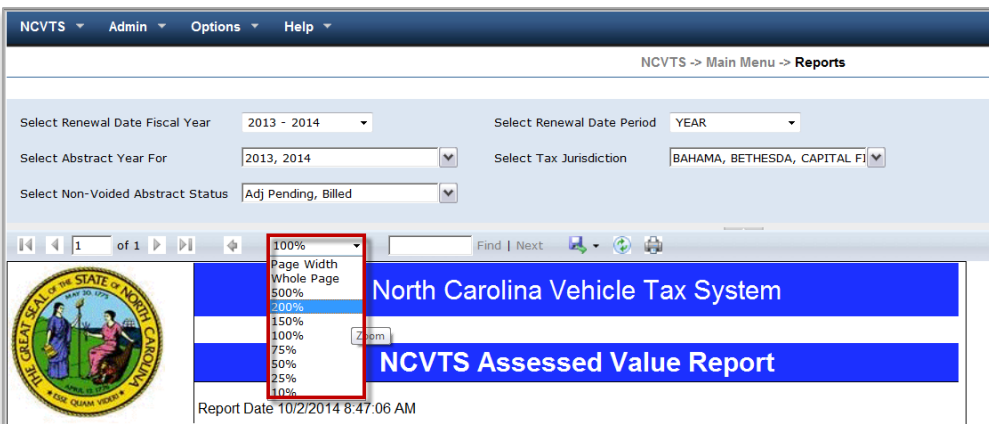 NCVTS Admin Options Help
NCVTS -> Main Menu -> Reports
Select Renewal Date Fiscal Year 2013 - 2014 Select Renewal Date Period YEAR
Select Abstract Year For 2013, 2014 Select Tax Jurisdiction BAHAMA, BETHESDA, CAPITAL FI
Select Non-Voided Abstract Status Adj Pending, Billed
1 of 1 100% Find | Next
Page Width
Whole Page
500%
200%
150%
100%
75%
50%
25%
10%
Zoom
THE GREAT SEAL OF THE STATE OF NORTH CAROLINA
MAY 20, 1775
APRIL 12, 1776
ESSE QUAM VIDERI
North Carolina Vehicle Tax System
NCVTS Assessed Value Report
Report Date 10/2/2014 8:47:06 AM